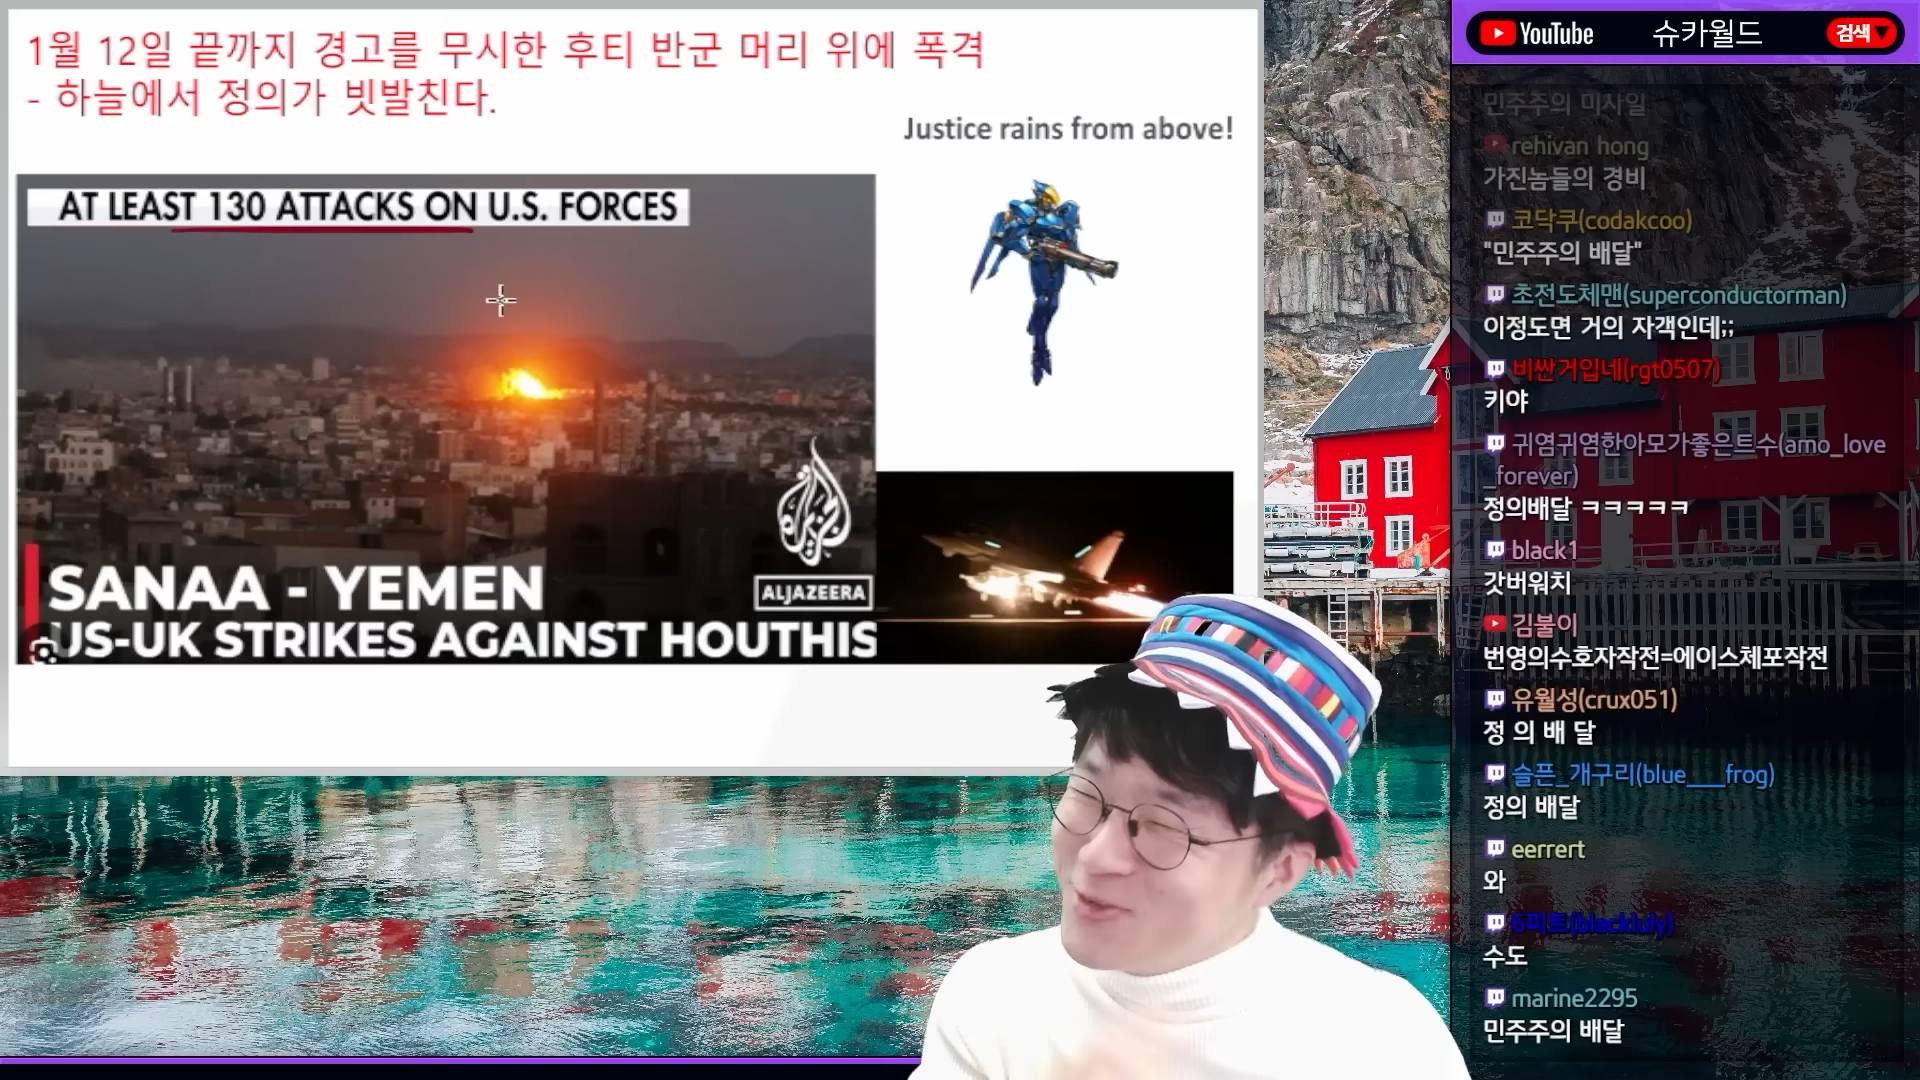 1월 12일 끝까지 경고를 무시한 후티 반군 머리 위에 폭격
- 하늘에서 정의가 빗발친다.
Justice rains from above!
AT LEAST 130 ATTACKS ON U.S. FORCES
الجزيرة
ALJAZEERA
SANAA - YEMEN
US-UK STRIKES AGAINST HOUTHIS
YouTube 슈카월드 검색
민주주의 미사일
rehivan hong
가진놈들의 경비
코닥쿠(codakcoo)
"민주주의 배달"
초전도체맨(superconductorman)
이정도면 거의 자객인데;;
비싼거입네(rgt0507)
키야
귀염귀염한아모가좋은트수(amo_love
_forever)
정의배달 ㅋㅋㅋㅋㅋ
black1
갓버워치
김불이
번영의수호자작전=에이스체포작전
유월성(crux051)
정 의 배 달
슬픈_개구리(blue___frog)
정의 배달
eerrert
와
6피트(blackluly)
수도
marine2295
민주주의 배달